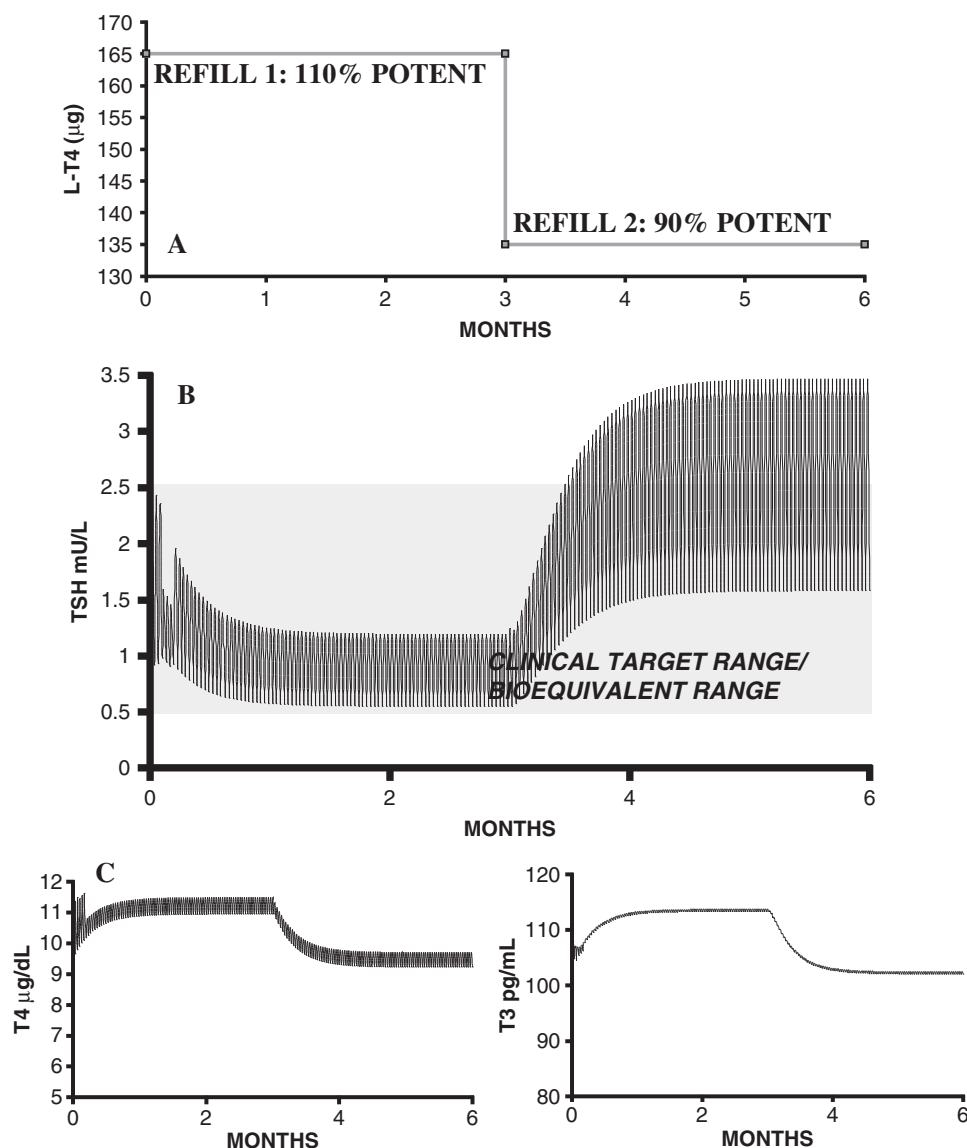 170
165
160
155
150
145
140
135
130
L-T4 (μg)
REFILL 1: 110% POTENT
REFILL 2: 90% POTENT
A
0 1 2 3 4 5 6
MONTHS
3.5
3
2.5
2
1.5
1
0.5
0
TSH mU/L
B
CLINICAL TARGET RANGE/
BIOEQUIVALENT RANGE
0 2 4 6
MONTHS
C
12
11
10
9
8
7
6
5
T4 μg/dL
0 2 4 6
MONTHS
120
110
100
90
80
T3 pg/mL
0 2 4 6
MONTHS